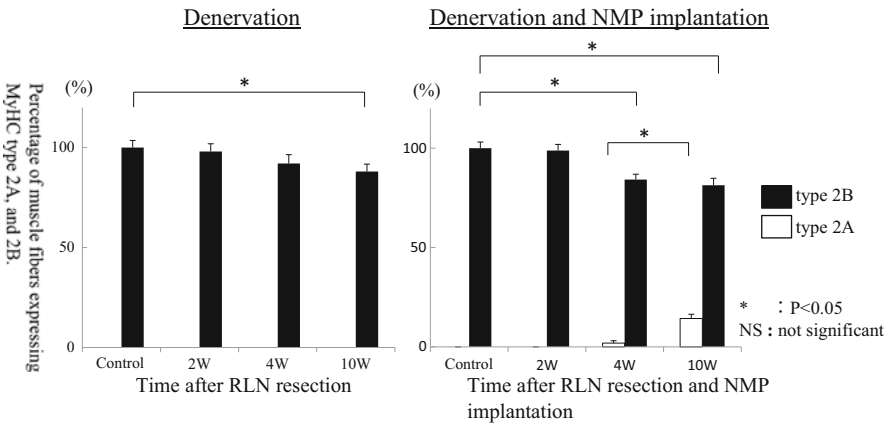 Denervation
Percentage of muscle fibers expressing
MyHC type 2A, and 2B.
(%)
*
100
50
0
Control 2W 4W 10W
Time after RLN resection
Denervation and NMP implantation
(%)
*
*
*
100
50
0
Control 2W 4W 10W
Time after RLN resection and NMP
implantation
type 2B
type 2A
* : P<0.05
NS : not significant